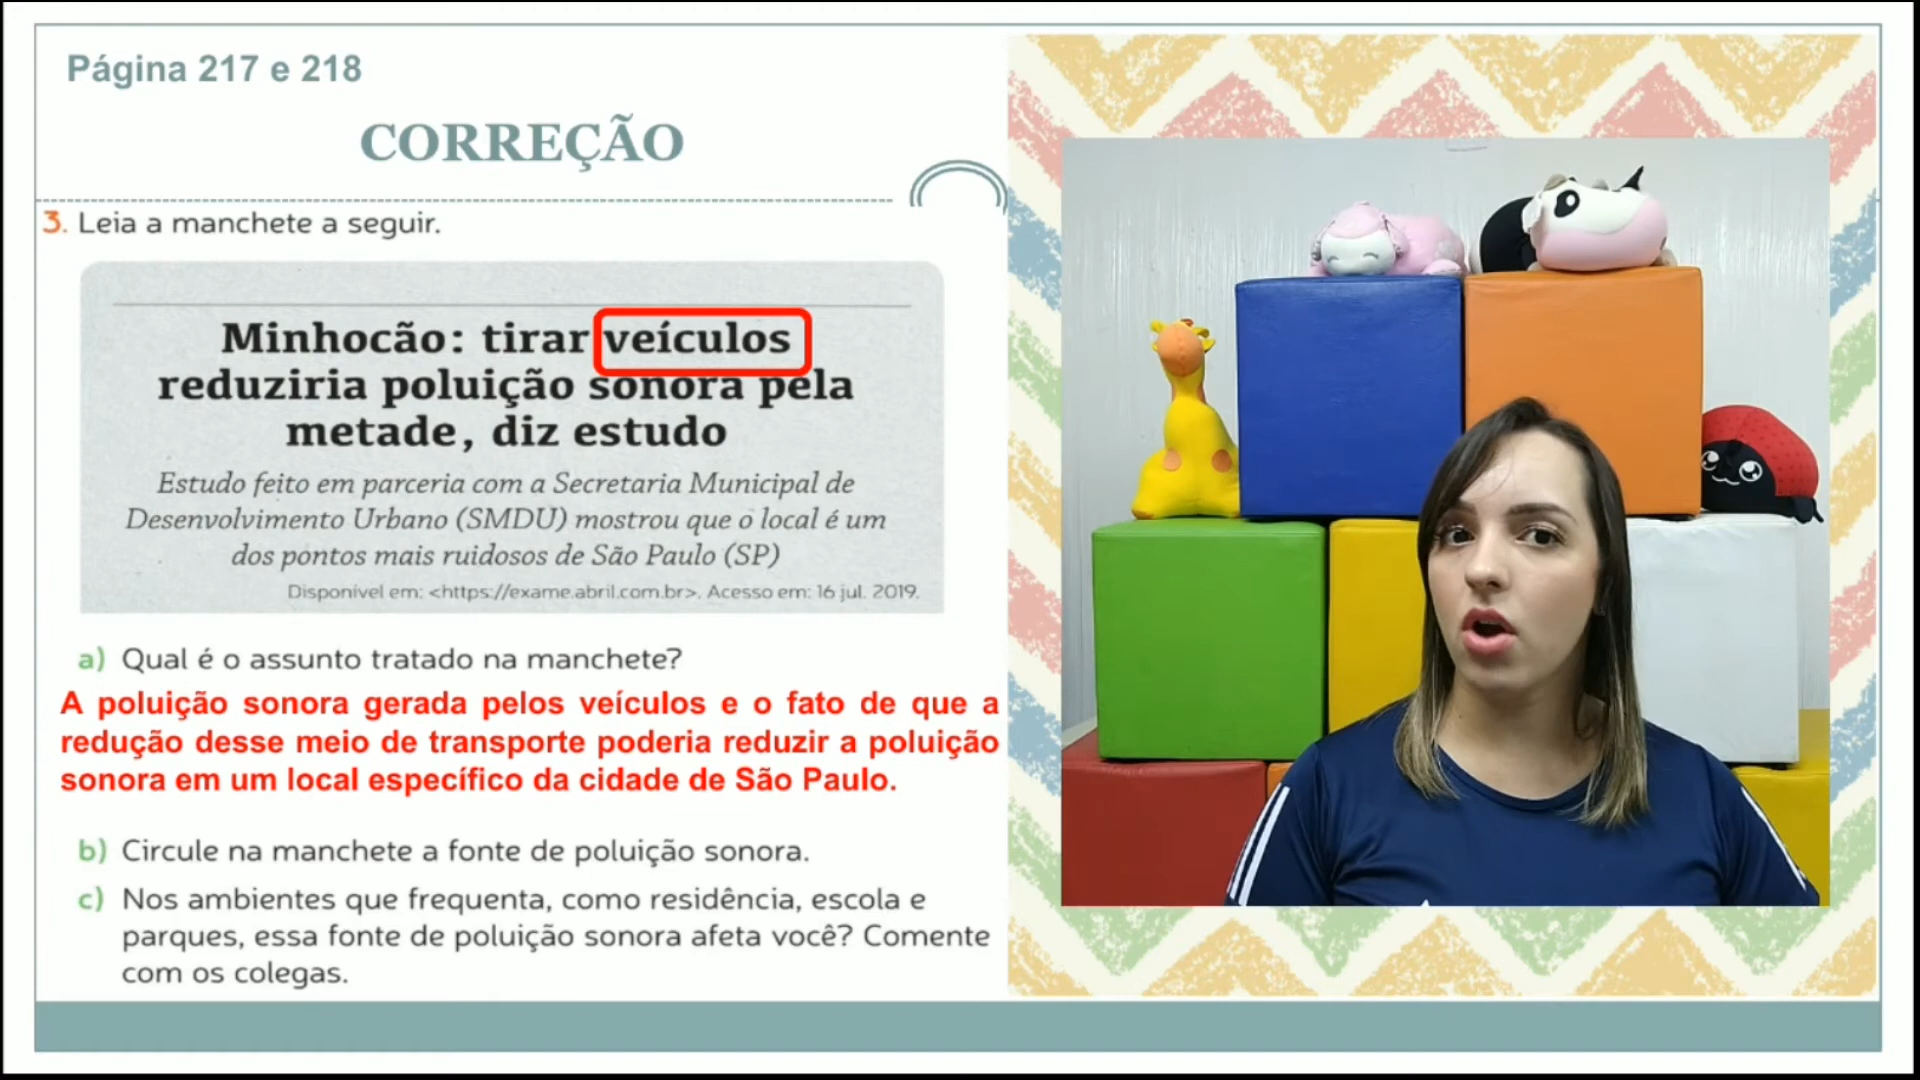 Página 217 e 218
CORREÇÃO
3. Leia a manchete a seguir.
Minhocão: tirar veículos
reduziria poluição sonora pela
metade, diz estudo
Estudo feito em parceria com a Secretaria Municipal de
Desenvolvimento Urbano (SMDU) mostrou que o local é um
dos pontos mais ruidosos de São Paulo (SP)
Disponível em: <https://exame.abril.com.br>. Acesso em: 16 jul. 2019.
a) Qual é o assunto tratado na manchete?
A poluição sonora gerada pelos veículos e o fato de que a
redução desse meio de transporte poderia reduzir a poluição
sonora em um local específico da cidade de São Paulo.
b) Circule na manchete a fonte de poluição sonora.
c) Nos ambientes que frequenta, como residência, escola e
parques, essa fonte de poluição sonora afeta você? Comente
com os colegas.